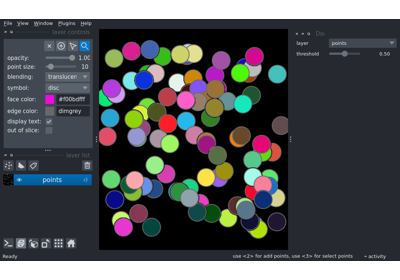 File View Plugins Window Help
layer controls
opacity: 1.00
point size: 10
blending: translucen
symbol: disc
face color: #f00bdfff
edge color: dimgrey
display text:
out of slice:
layer list
points
layer points
threshold 0.50
Ready use <2> for add points, use <3> for select points activity